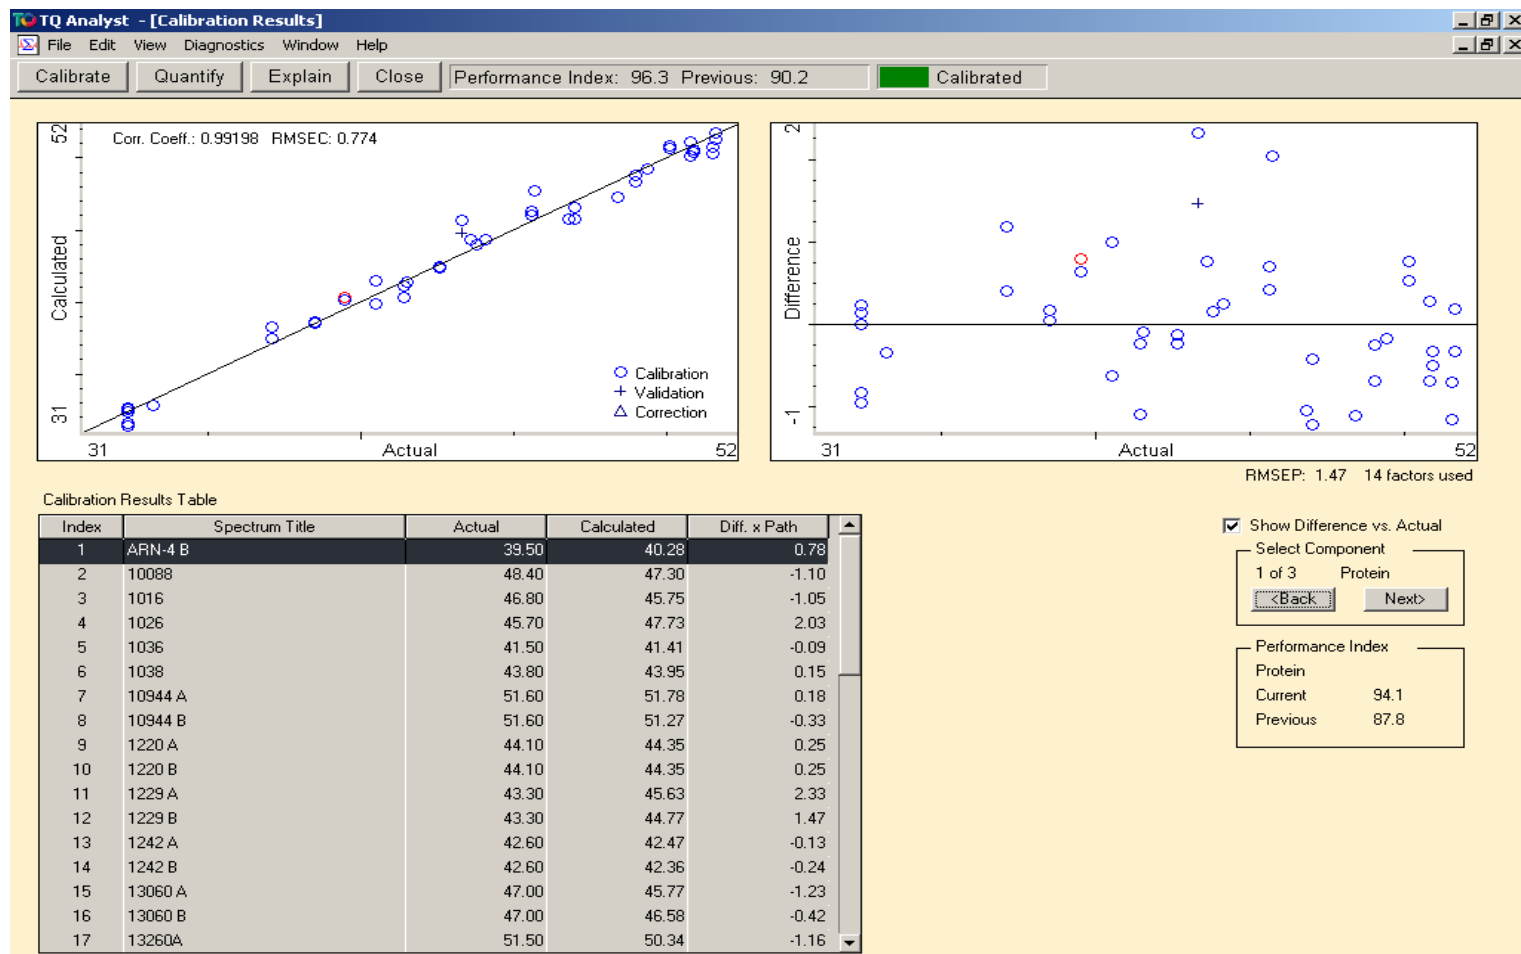 TQ Analyst - [Calibration Results]
File Edit View Diagnostics Window Help
Calibrate Quantify Explain Close Performance Index: 96.3 Previous: 90.2 Calibrated
Corr. Coeff.: 0.99198 RMSEC: 0.774
52
Calculated
31
Calibration
Validation
Correction
31 Actual 52
2
Difference
-1
31 Actual 52
RMSEP: 1.47 14 factors used
Calibration Results Table
Index Spectrum Title Actual Calculated Diff. x Path
1 ARN-4 B 39.50 40.28 0.78
2 10088 48.40 47.30 -1.10
3 1016 46.80 45.75 -1.05
4 1026 45.70 47.73 2.03
5 1036 41.50 41.41 -0.09
6 1038 43.80 43.95 0.15
7 10944 A 51.60 51.78 0.18
8 10944 B 51.60 51.27 -0.33
9 1220 A 44.10 44.35 0.25
10 1220 B 44.10 44.35 0.25
11 1229 A 43.30 45.63 2.33
12 1229 B 43.30 44.77 1.47
13 1242 A 42.60 42.47 -0.13
14 1242 B 42.60 42.36 -0.24
15 13060 A 47.00 45.77 -1.23
16 13060 B 47.00 46.58 -0.42
17 13260A 51.50 50.34 -1.16
Show Difference vs. Actual
Select Component
1 of 3 Protein
<Back Next>
Performance Index
Protein
Current 94.1
Previous 87.8